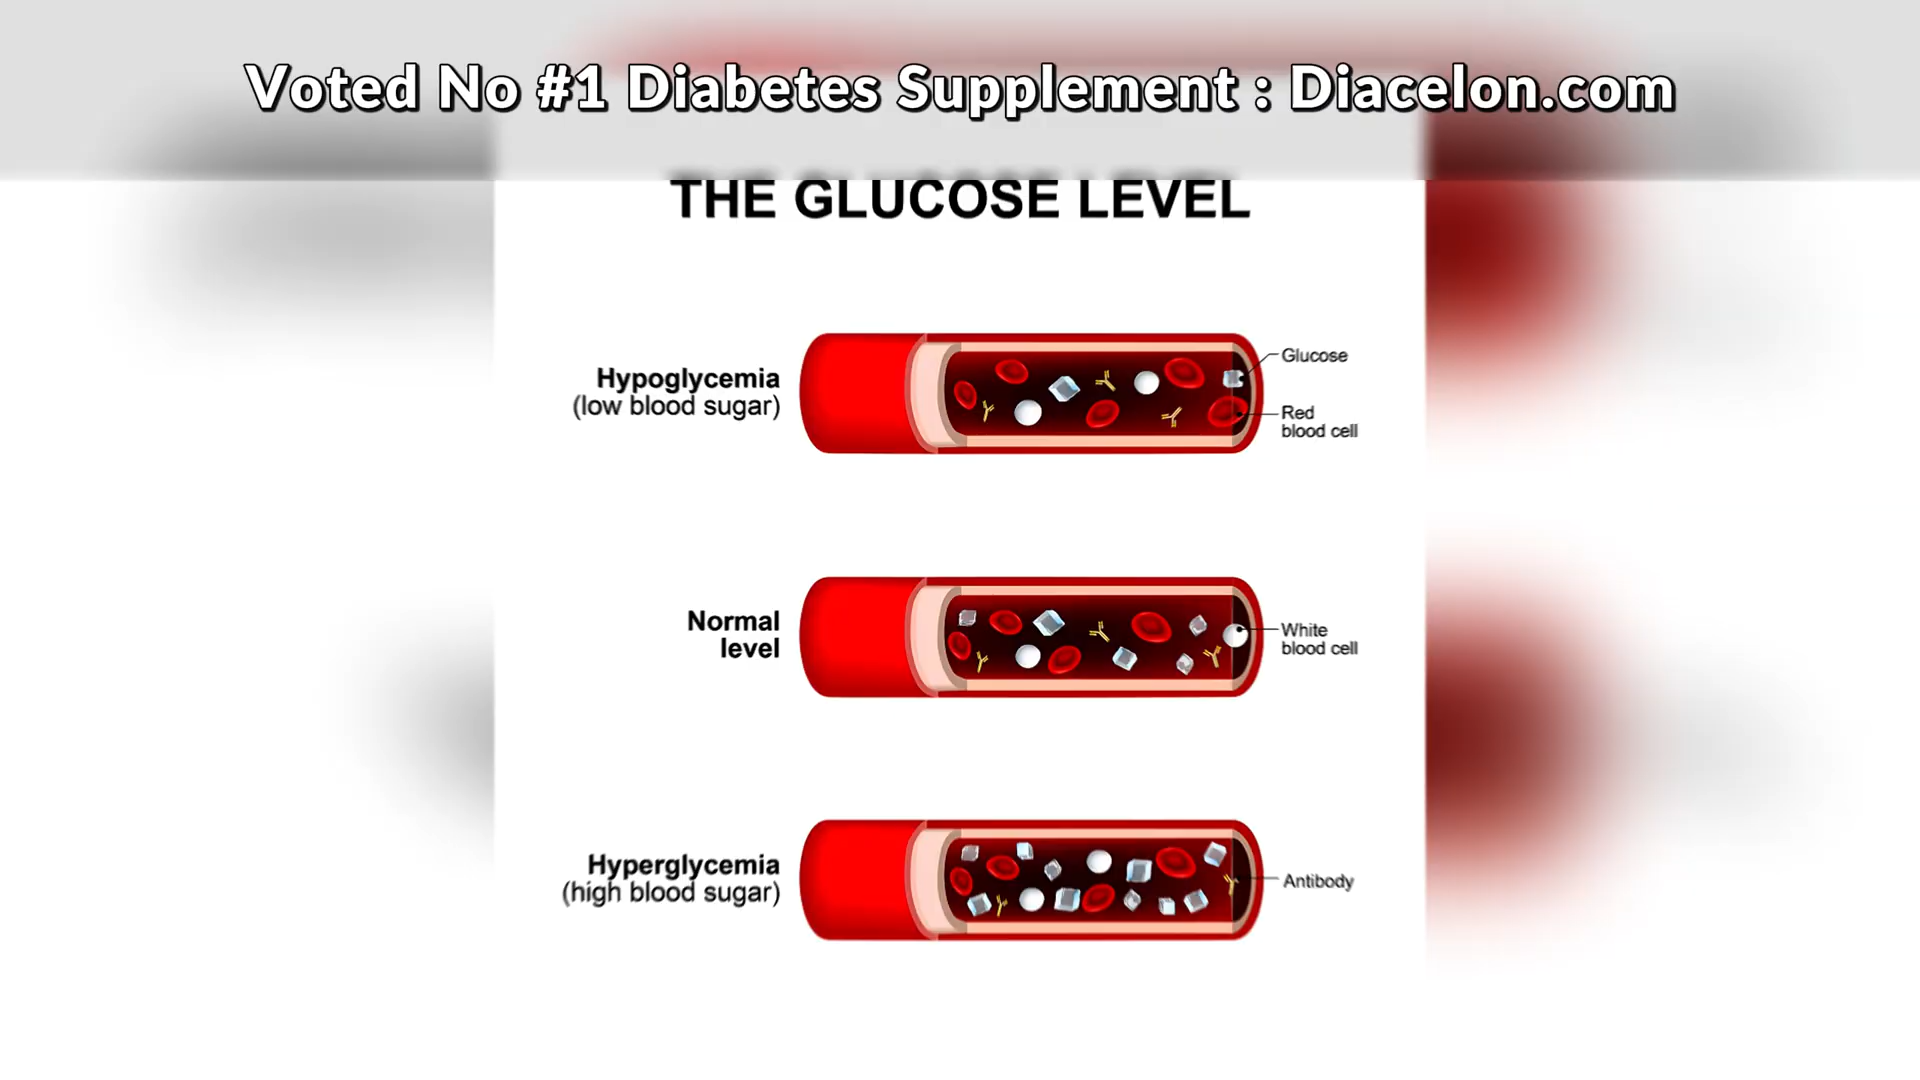 Voted No #1 Diabetes Supplement : Diacelon.com
THE GLUCOSE LEVEL
Hypoglycemia
(low blood sugar)
Glucose
Red
blood cell
Normal
level
White
blood cell
Hyperglycemia
(high blood sugar)
Antibody